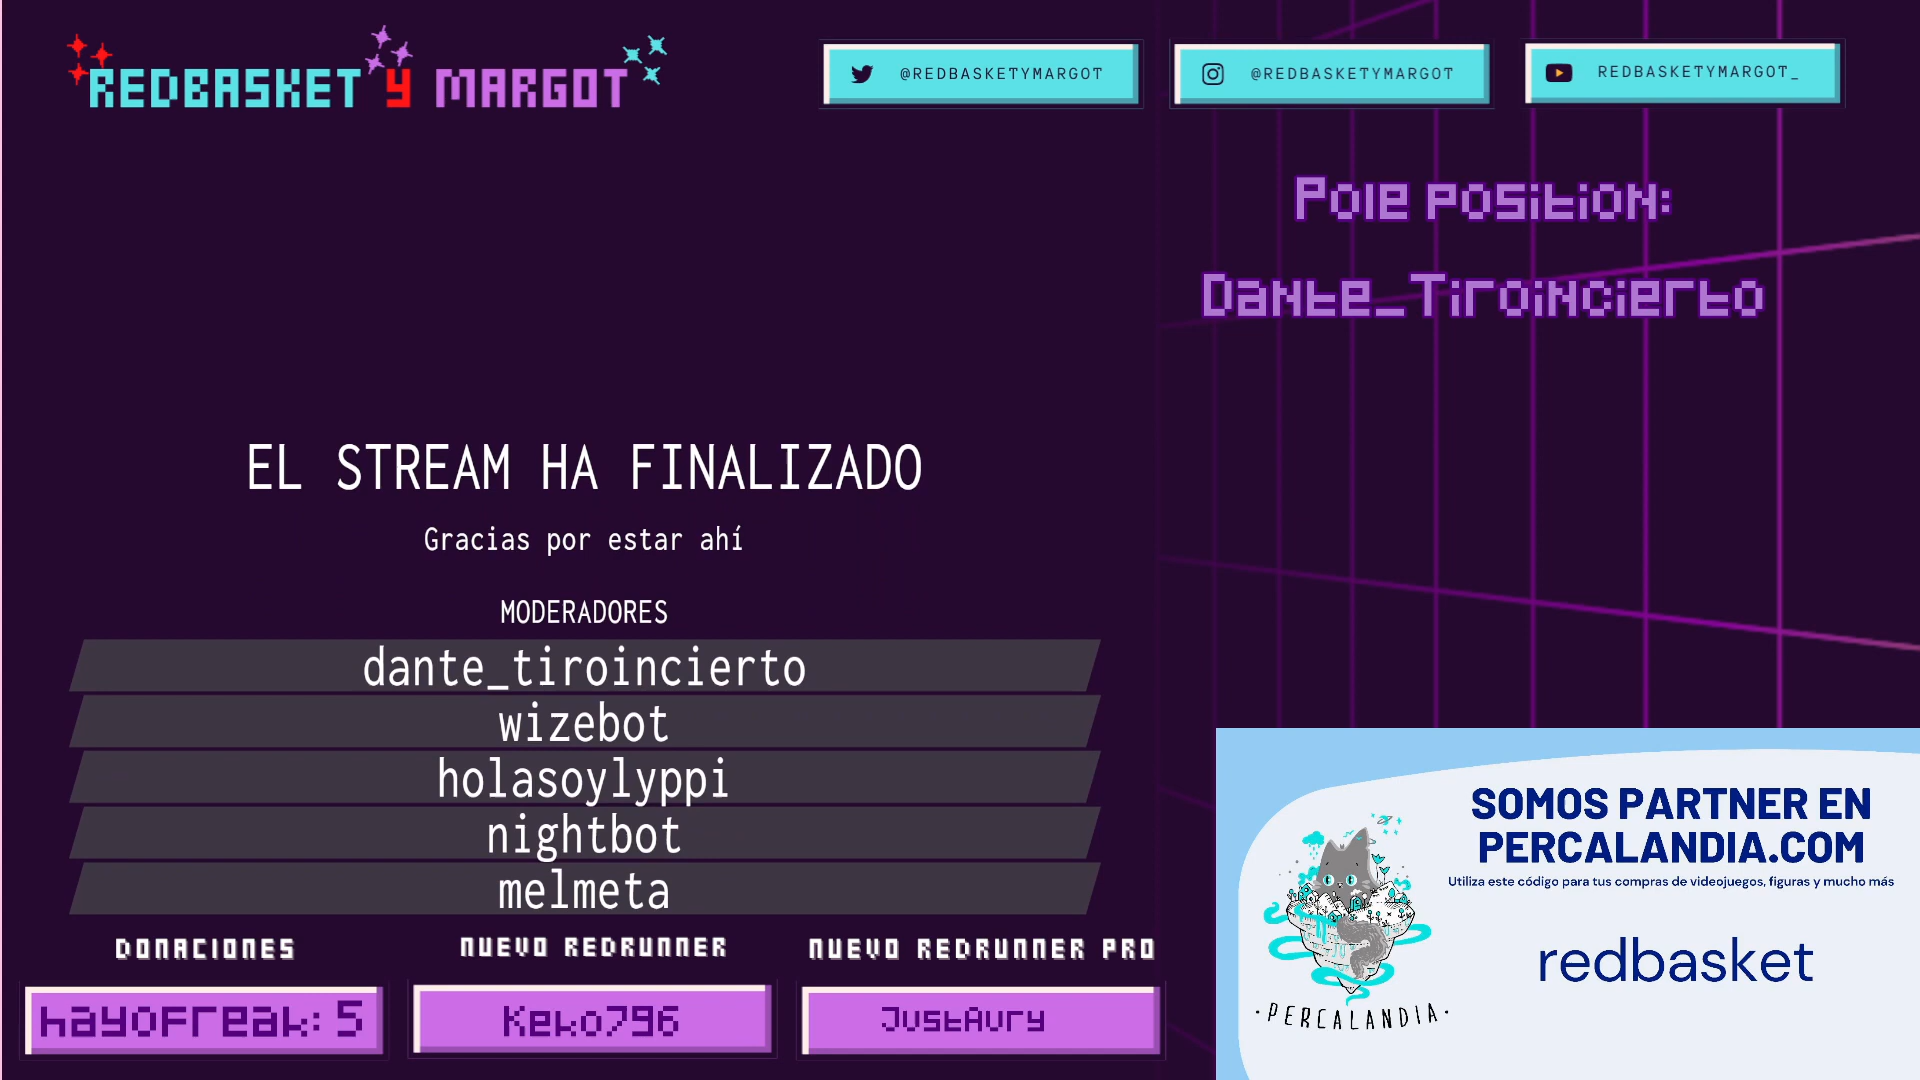 REDBASKET Y MARGOT
@REDBASKETYMARGOT
@REDBASKETYMARGOT
REDBASKETYMARGOT_
Pole Position:
Dante_Tiroincierto
EL STREAM HA FINALIZADO
Gracias por estar ahí
MODERADORES
dante_tiroincierto
wizebot
holasoylyppi
nightbot
melmeta
DONACIONES
hayofreak: 5
NUEVO REDRUNNER
Keko796
NUEVO REDRUNNER PRO
JustAury
SOMOS PARTNER EN
PERCALANDIA.COM
Utiliza este código para tus compras de videojuegos, figuras y mucho más
redbasket
·PERCALANDIA·